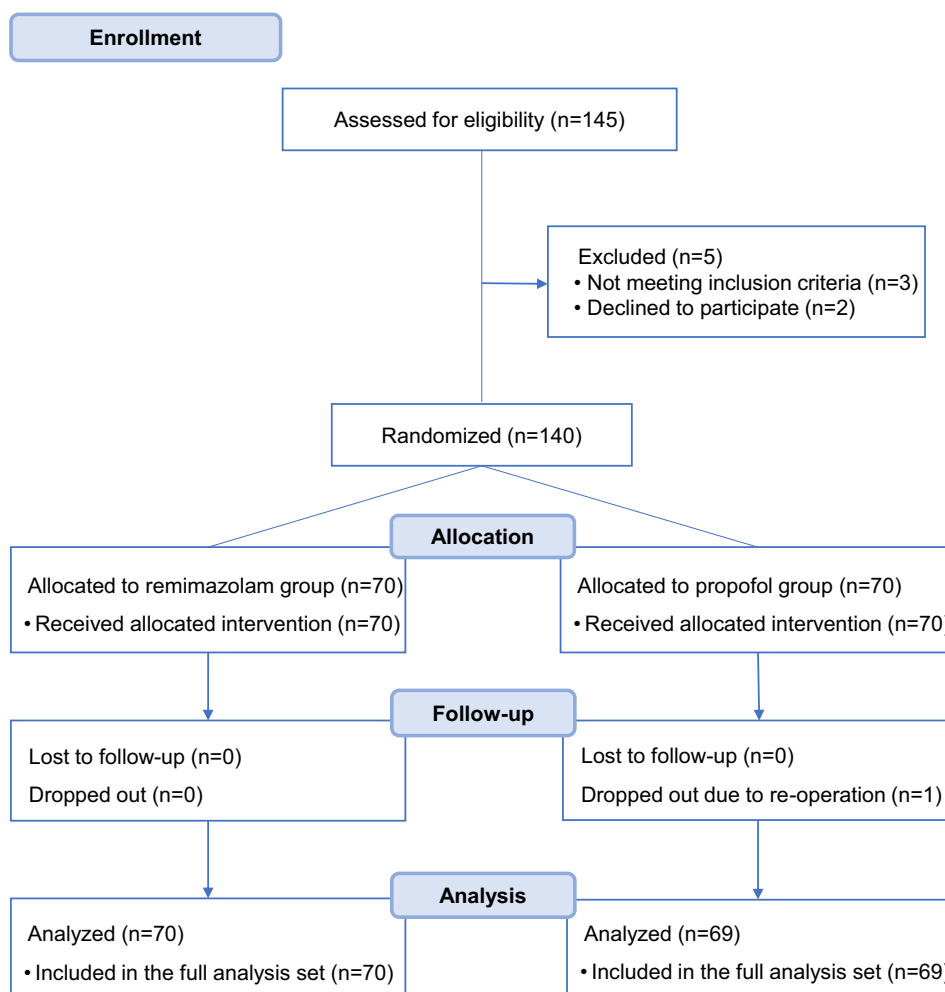 Enrollment
Assessed for eligibility (n=145)
Excluded (n=5)
• Not meeting inclusion criteria (n=3)
• Declined to participate (n=2)
Randomized (n=140)
Allocation
Allocated to remimazolam group (n=70)
• Received allocated intervention (n=70)
Allocated to propofol group (n=70)
• Received allocated intervention (n=70)
Follow-up
Lost to follow-up (n=0)
Dropped out (n=0)
Lost to follow-up (n=0)
Dropped out due to re-operation (n=1)
Analysis
Analyzed (n=70)
• Included in the full analysis set (n=70)
Analyzed (n=69)
• Included in the full analysis set (n=69)